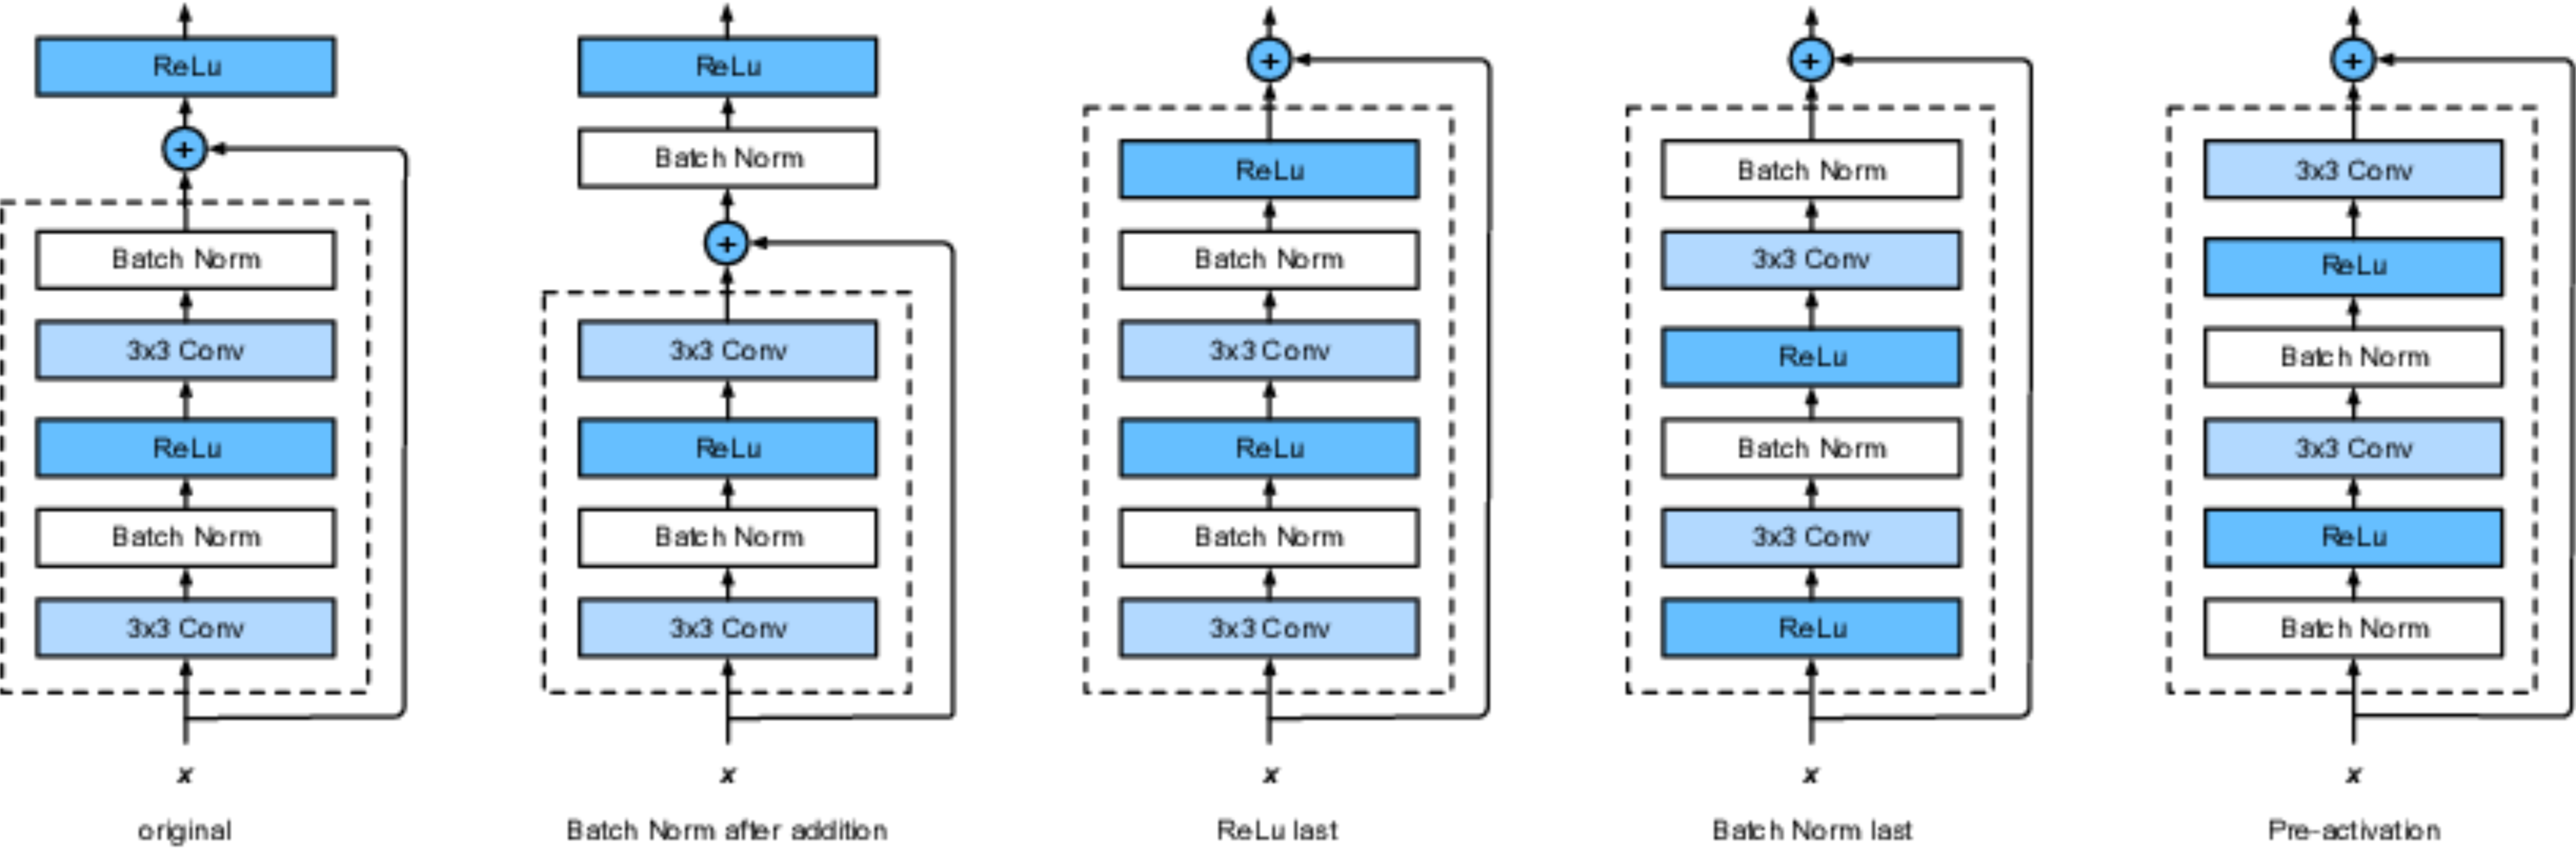 ReLu
+
Batch Norm
3x3 Conv
ReLu
Batch Norm
3x3 Conv
x
original
ReLu
Batch Norm
+
3x3 Conv
ReLu
Batch Norm
3x3 Conv
x
Batch Norm after addition
+
ReLu
Batch Norm
3x3 Conv
ReLu
Batch Norm
3x3 Conv
x
ReLu last
+
Batch Norm
3x3 Conv
ReLu
Batch Norm
3x3 Conv
ReLu
x
Batch Norm last
+
3x3 Conv
ReLu
Batch Norm
3x3 Conv
ReLu
Batch Norm
x
Pre-activation